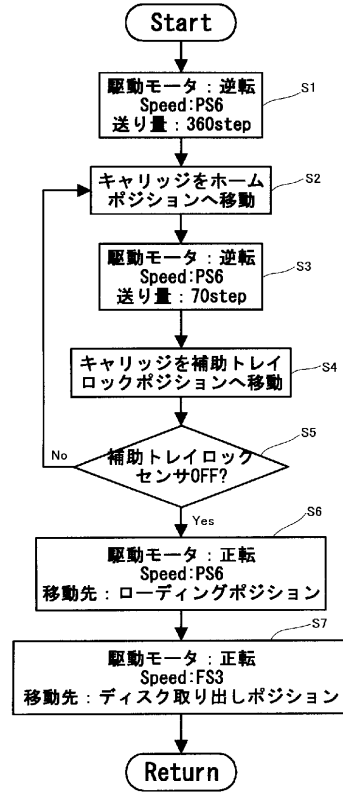 Start
駆動モータ：逆転
Speed:PS6
送り量：360step
S1
キャリッジをホーム
ポジションへ移動
S2
駆動モータ：逆転
Speed:PS6
送り量：70step
S3
キャリッジを補助トレイ
ロックポジションへ移動
S4
補助トレイロック
センサOFF?
S5
No
Yes
S6
駆動モータ：正転
Speed:PS6
移動先：ローディングポジション
S7
駆動モータ：正転
Speed:FS3
移動先：ディスク取り出しポジション
Return